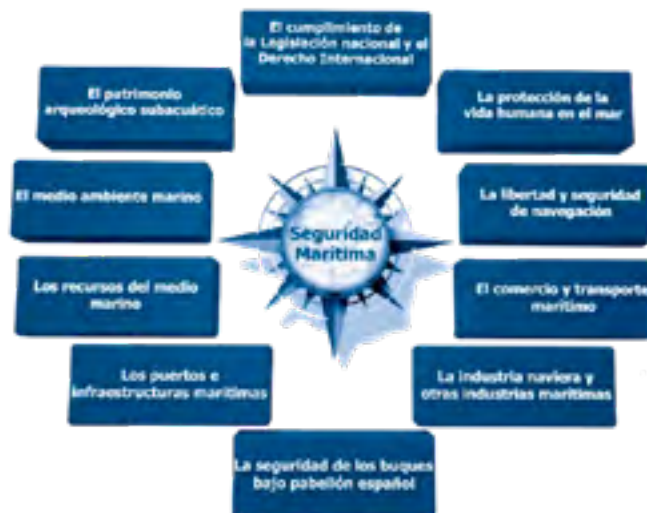 El cumplimiento de
la Legislación nacional y el
Derecho Internacional
La protección de la
vida humana en el mar
La libertad y seguridad
de navegación
El comercio y transporte
marítimo
La industria naviera y
otras industrias marítimas
La seguridad de los buques
bajo pabellón español
Los puertos e
infraestructuras marítimas
Los recursos del medio
marino
El medio ambiente marino
El patrimonio
arqueológico subacuático
Seguridad
Marítima